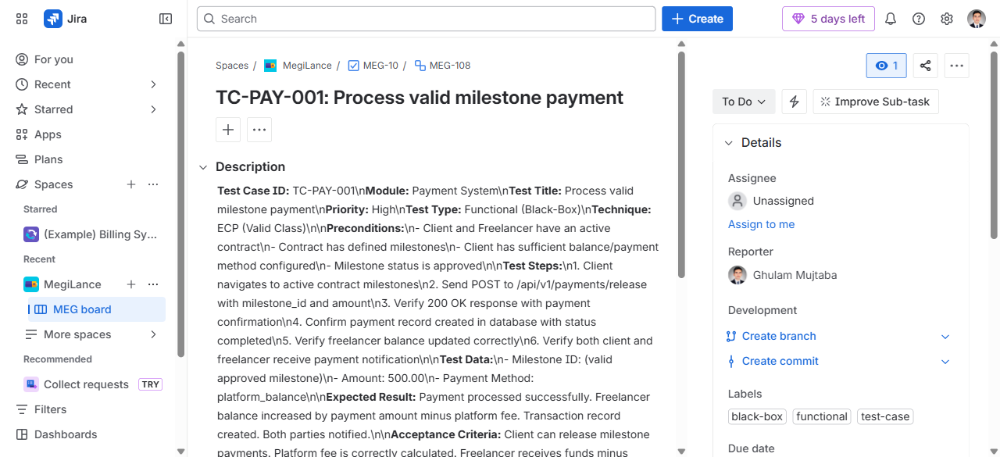 Jira
Search
Create
5 days left
For you
Recent
Starred
Apps
Plans
Spaces
Starred
(Example) Billing Sy...
Recent
MegiLance
MEG board
More spaces
Recommended
Collect requests TRY
Filters
Dashboards
Spaces / MegiLance / MEG-10 / MEG-108
TC-PAY-001: Process valid milestone payment
Description
Test Case ID: TC-PAY-001\nModule: Payment System\nTest Title: Process valid
milestone payment\nPriority: High\nTest Type: Functional (Black-Box)\nTechnique:
ECP (Valid Class)\n\nPreconditions:\n- Client and Freelancer have an active
contract\n- Contract has defined milestones\n- Client has sufficient balance/payment
method configured\n- Milestone status is approved\n\nTest Steps:\n1. Client
navigates to active contract milestones\n2. Send POST to /api/v1/payments/release
with milestone_id and amount\n3. Verify 200 OK response with payment
confirmation\n4. Confirm payment record created in database with status
completed\n5. Verify freelancer balance updated correctly\n6. Verify both client and
freelancer receive payment notification\n\nTest Data:\n- Milestone ID: (valid
approved milestone)\n- Amount: 500.00\n- Payment Method:
platform_balance\n\nExpected Result: Payment processed successfully. Freelancer
balance increased by payment amount minus platform fee. Transaction record
created. Both parties notified.\n\nAcceptance Criteria: Client can release milestone
payments. Platform fee is correctly calculated. Freelancer receives funds minus
1
To Do
Improve Sub-task
Details
Assignee
Unassigned
Assign to me
Reporter
Ghulam Mujtaba
Development
Create branch
Create commit
Labels
black-box functional test-case
Due date